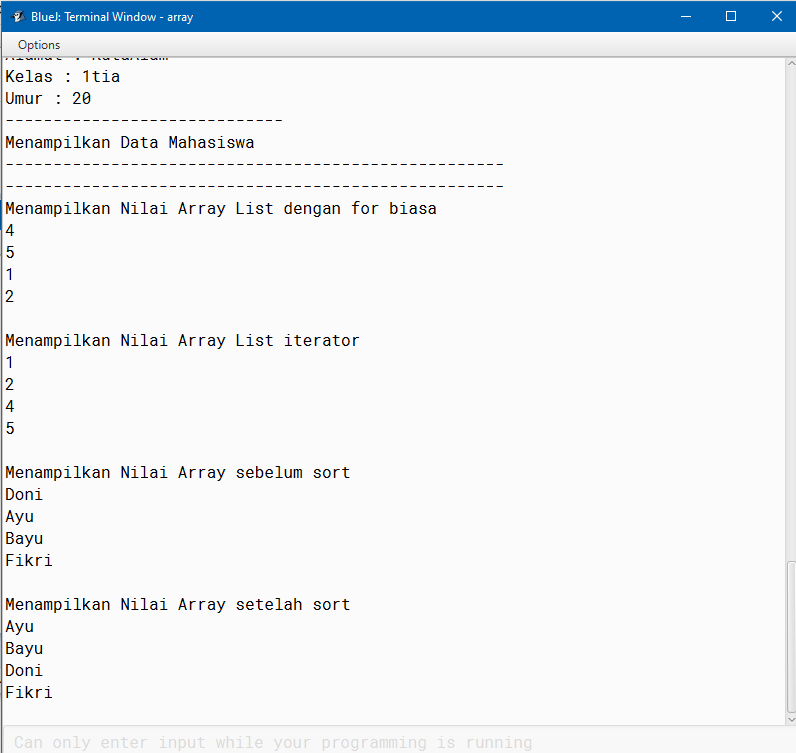 BlueJ: Terminal Window - array
Options
Alamat : KutaAlam
Kelas : 1tia
Umur : 20
-----------------------------
Menampilkan Data Mahasiswa
----------------------------------------------------
----------------------------------------------------
Menampilkan Nilai Array List dengan for biasa
4
5
1
2
Menampilkan Nilai Array List iterator
1
2
4
5
Menampilkan Nilai Array sebelum sort
Doni
Ayu
Bayu
Fikri
Menampilkan Nilai Array setelah sort
Ayu
Bayu
Doni
Fikri
Can only enter input while your programming is running